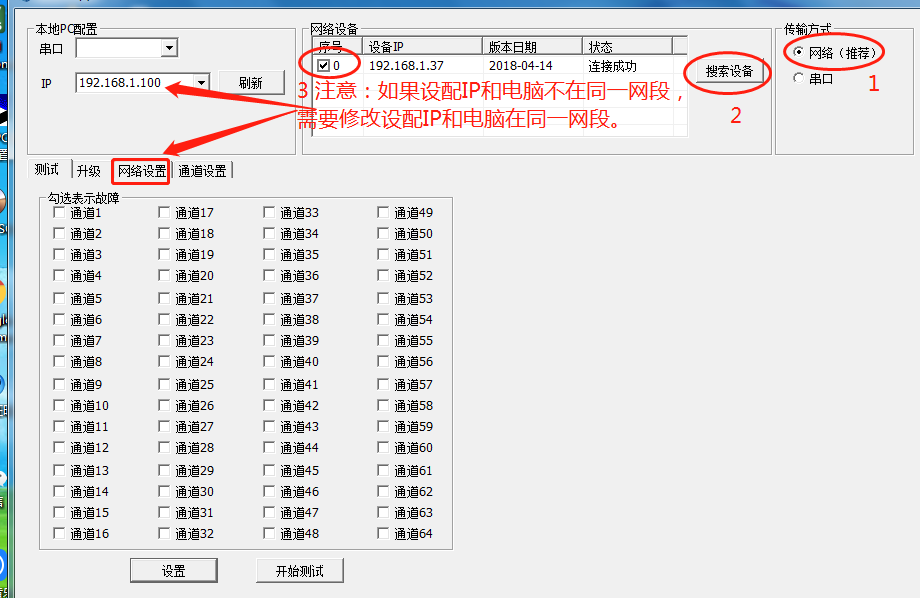 本地PC配置
串口
IP
192.168.1.100
刷新
网络设备
序号 设备IP 版本日期 状态
0 192.168.1.37 2018-04-14 连接成功
搜索设备
2
传输方式
网络（推荐）
串口
1
3 注意：如果设配IP和电脑不在同一网段，
需要修改设配IP和电脑在同一网段。
测试 升级 网络设置 通道设置
勾选表示故障
通道1 通道17 通道33 通道49
通道2 通道18 通道34 通道50
通道3 通道19 通道35 通道51
通道4 通道20 通道36 通道52
通道5 通道21 通道37 通道53
通道6 通道22 通道38 通道54
通道7 通道23 通道39 通道55
通道8 通道24 通道40 通道56
通道9 通道25 通道41 通道57
通道10 通道26 通道42 通道58
通道11 通道27 通道43 通道59
通道12 通道28 通道44 通道60
通道13 通道29 通道45 通道61
通道14 通道30 通道46 通道62
通道15 通道31 通道47 通道63
通道16 通道32 通道48 通道64
设置 开始测试